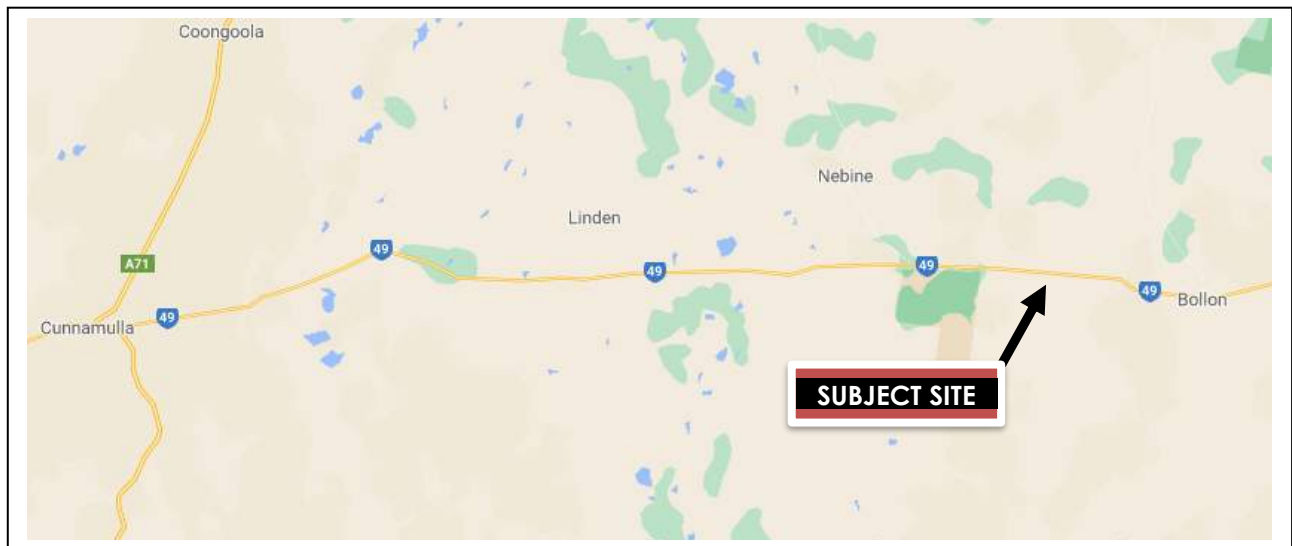 Coongoola
Nebine
Linden
49
49
49
A71
49
49
Bollon
Cunnamulla
SUBJECT SITE